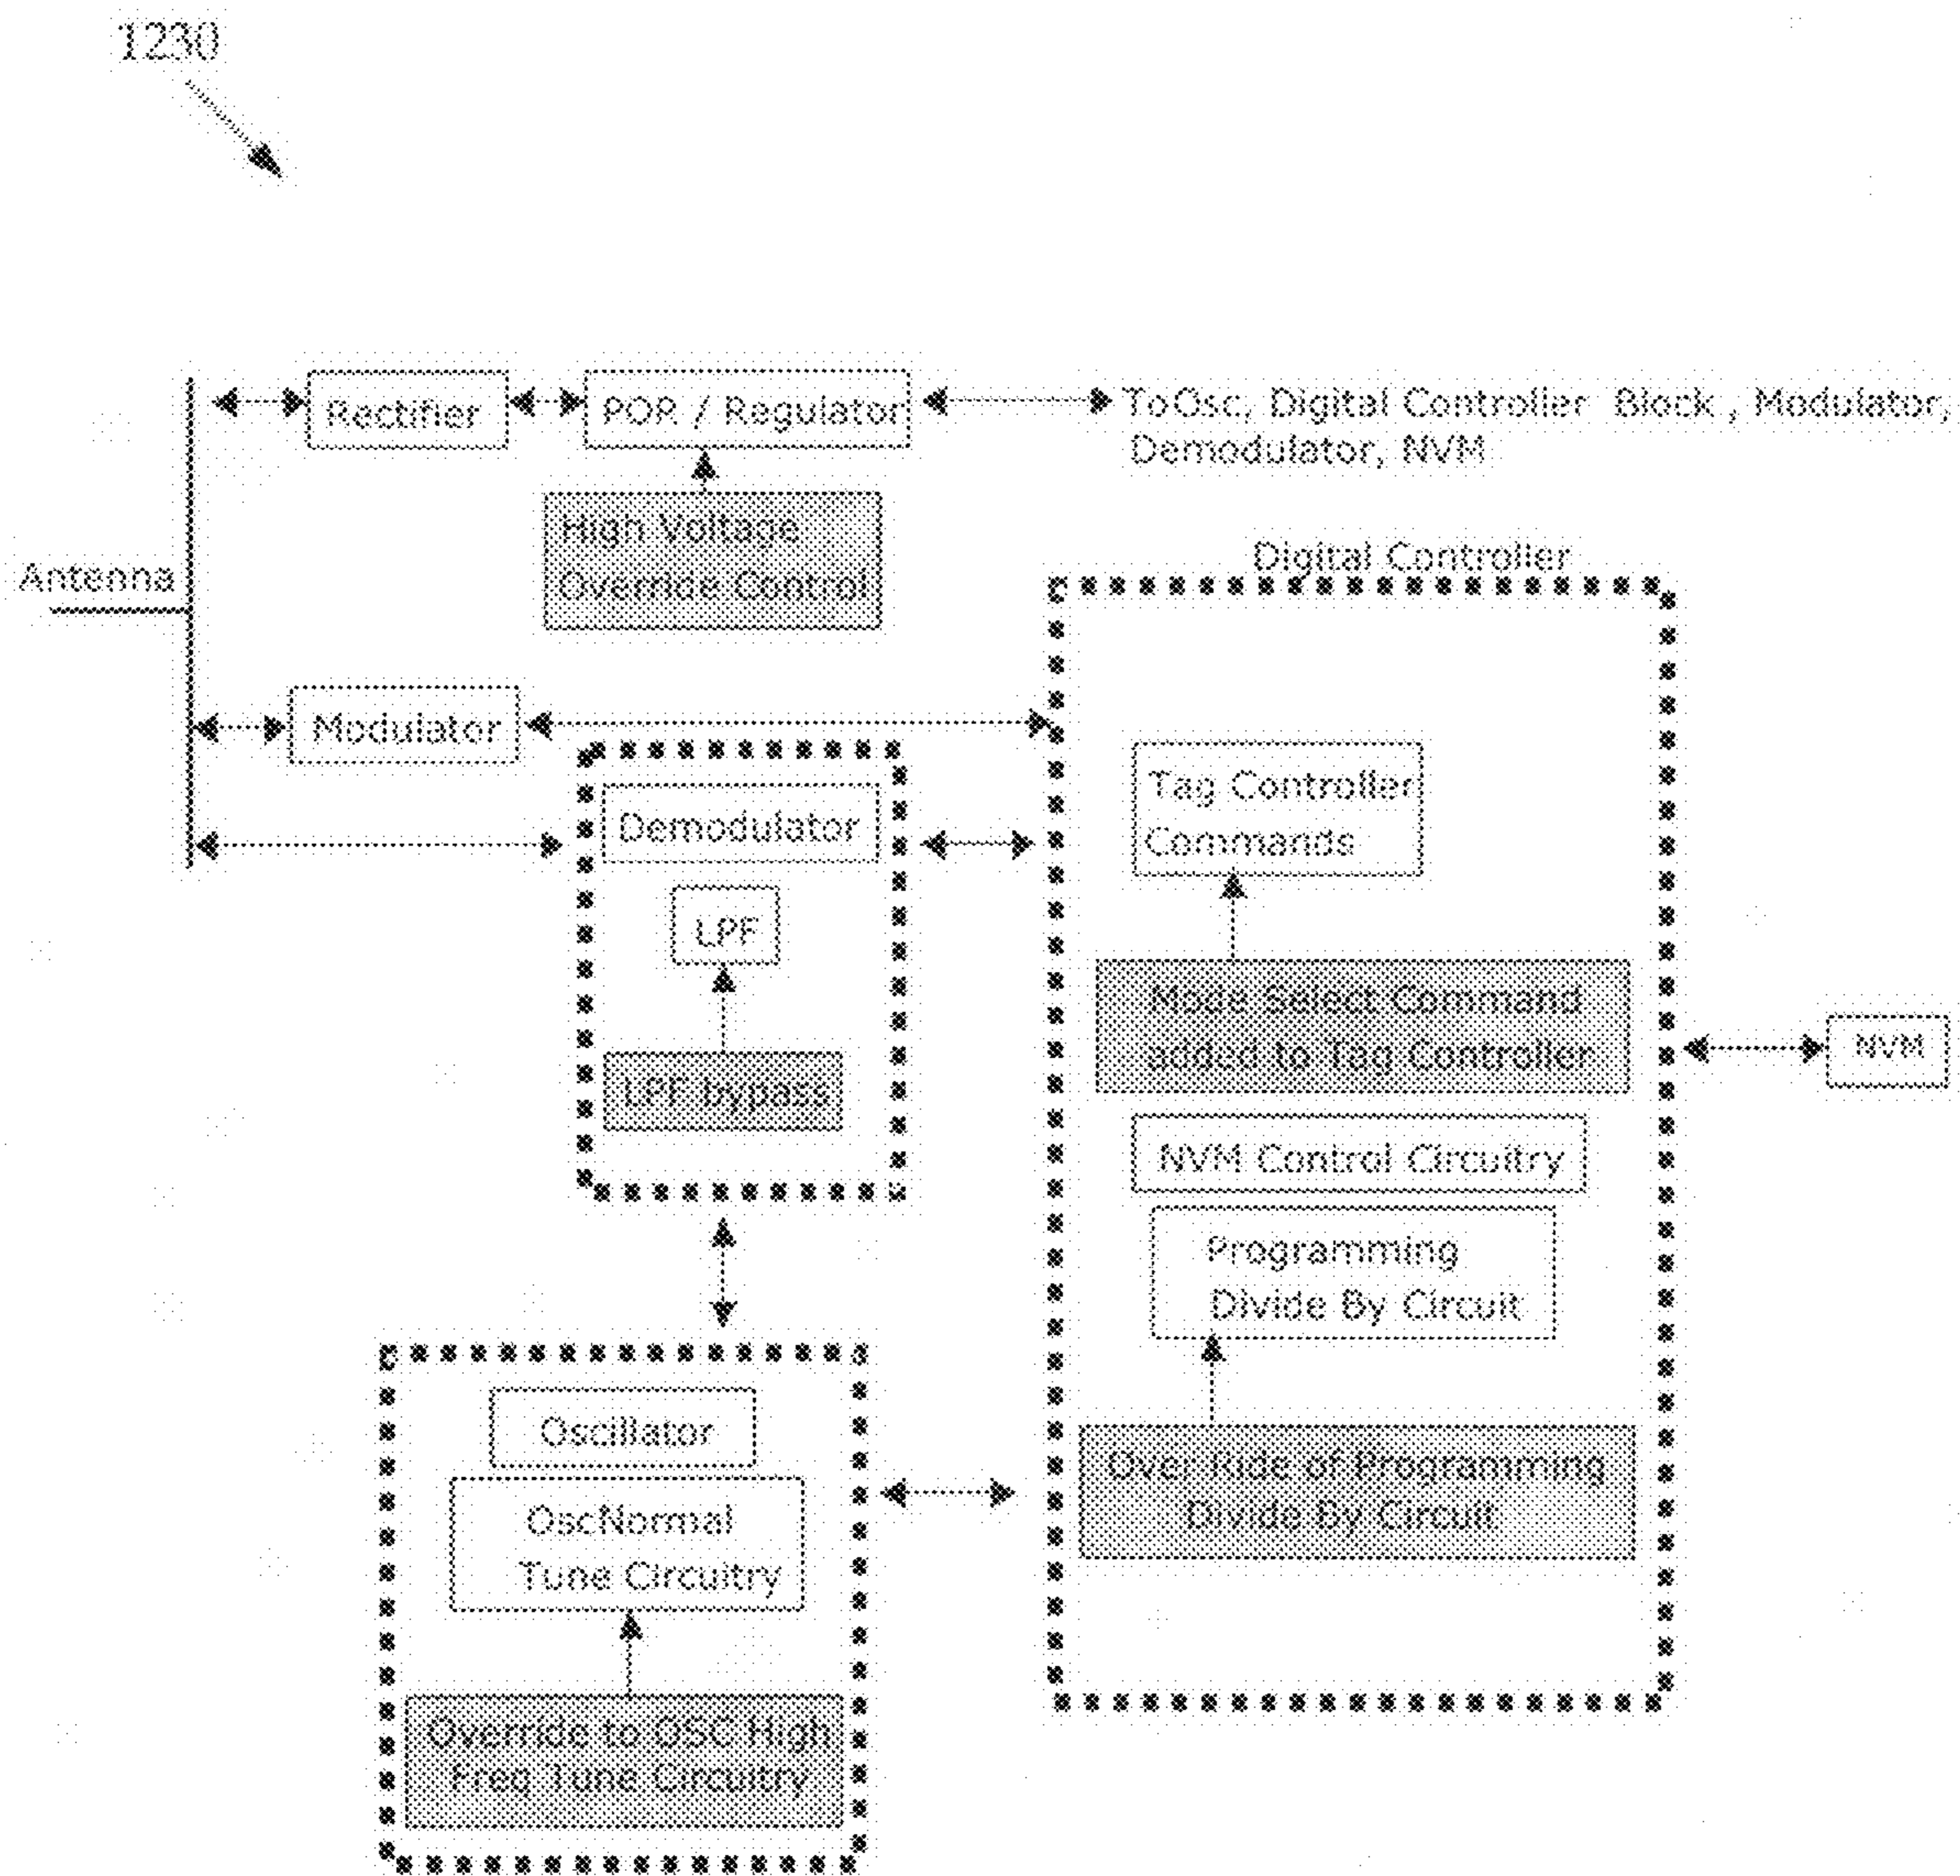 1230
Rectifier
POR / Regulator
ToOsc, Digital Controller Block , Modulator,
Demodulator, NVM
High Voltage
Override Control
Antenna
Digital Controller
Modulator
Demodulator
LPF
LPF bypass
Tag Controller
Commands
Mode Select Command
added to Tag Controller
NVM
NVM Control Circuitry
Programming
Divide By Circuit
Over Ride of Programming
Divide By Circuit
Oscillator
OscNormal
Tune Circuitry
Override to OSC High
Freq Tune Circuitry